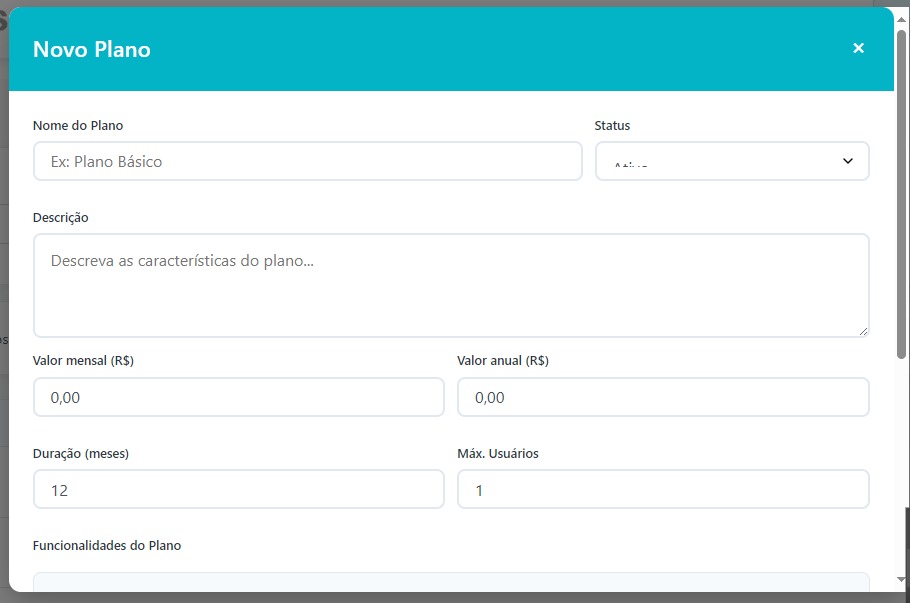 Novo Plano
×
Nome do Plano
Status
Ex: Plano Básico
Descrição
Descreva as características do plano...
Valor mensal (R$)
Valor anual (R$)
0,00
0,00
Duração (meses)
Máx. Usuários
12
1
Funcionalidades do Plano